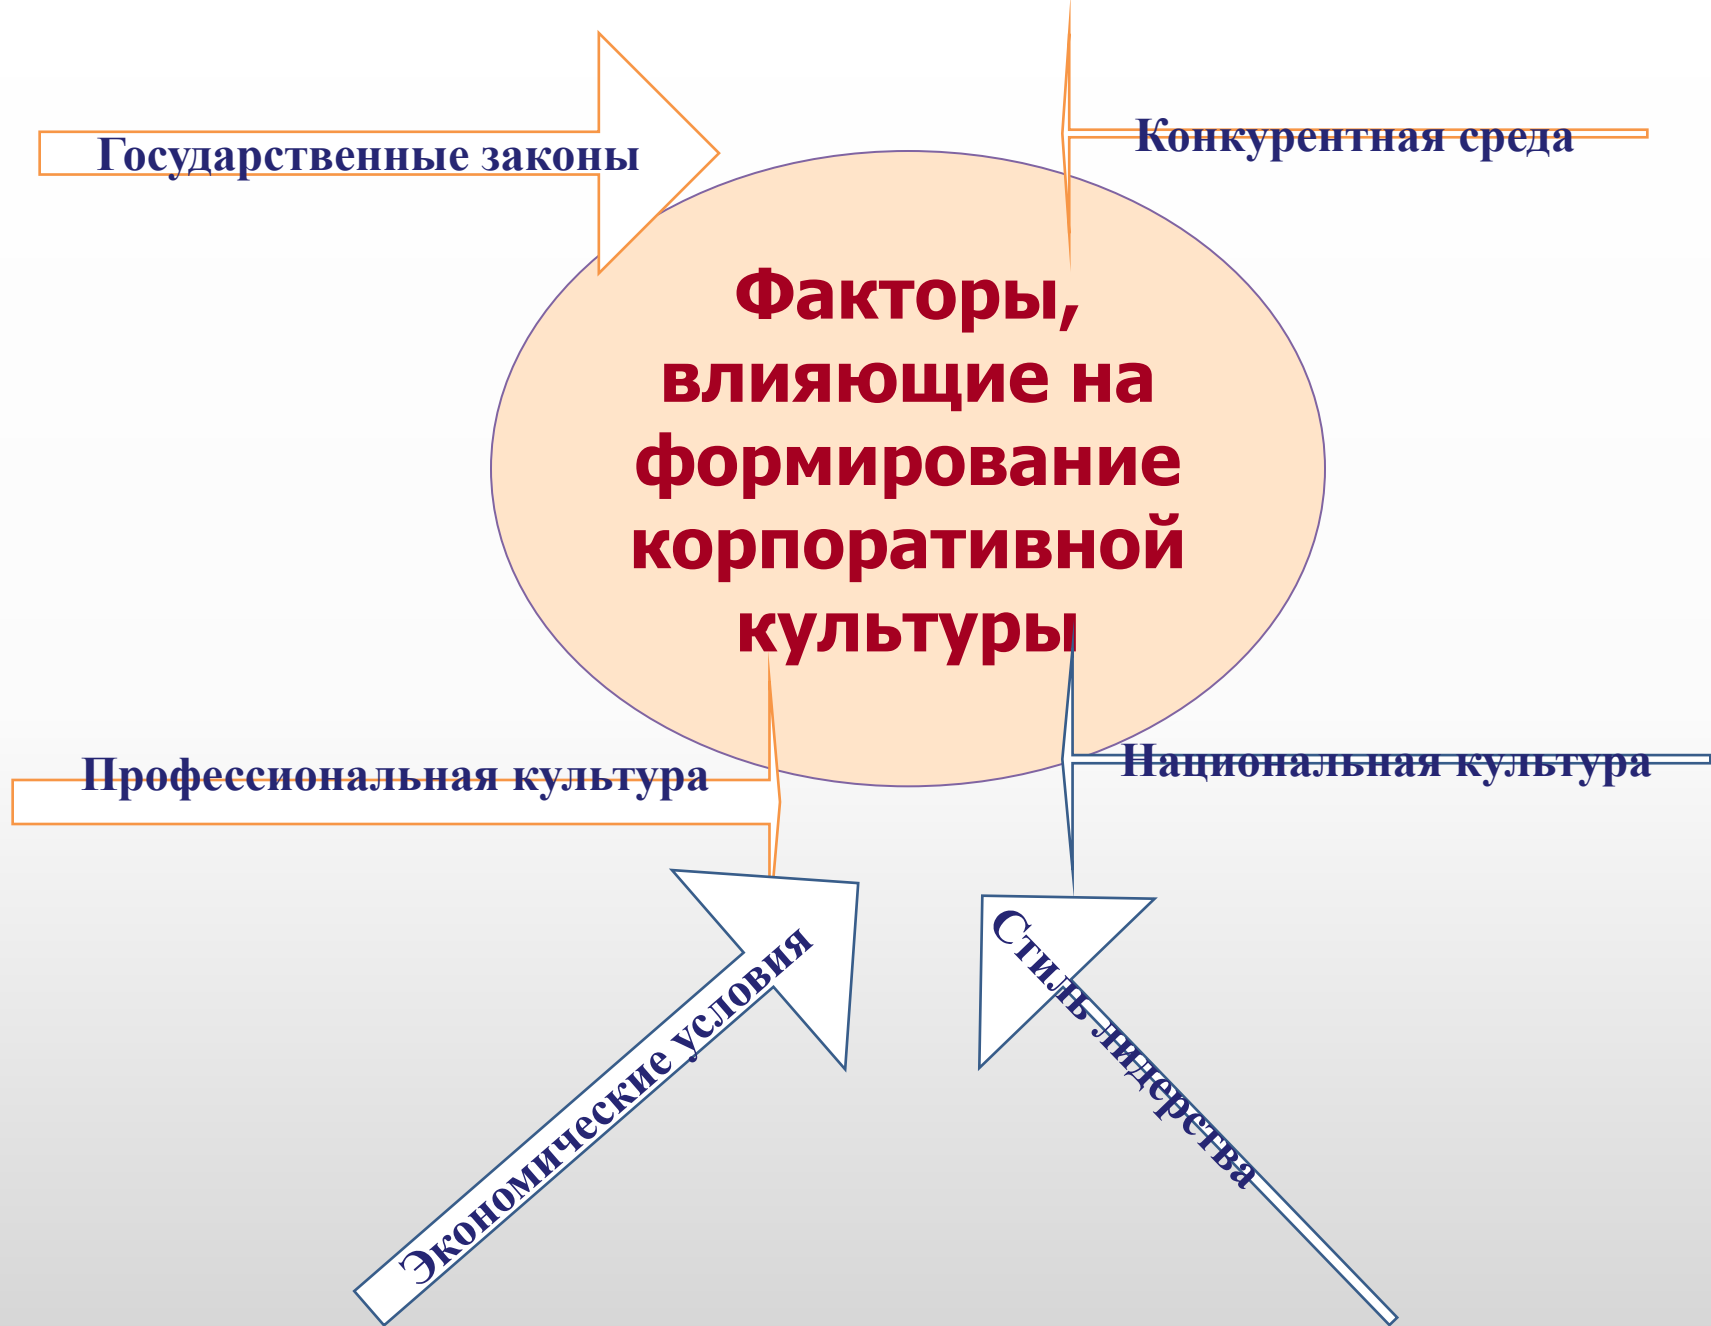 Государственные законы
Конкурентная среда
Факторы,
влияющие на
формирование
корпоративной
культуры
Профессиональная культура
Национальная культура
Экономические условия
Стиль лидерства